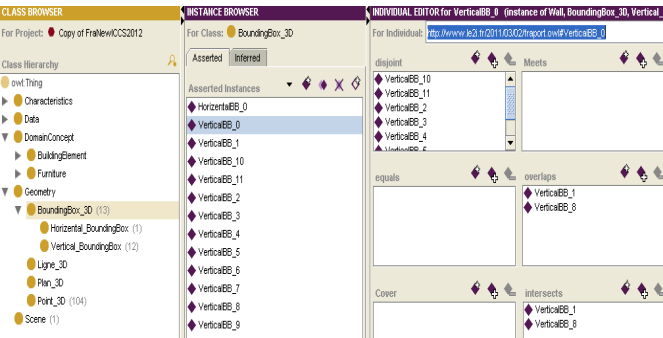 CLASS BROWSER
For Project: Copy of FraNewICCS2012
Class Hierarchy
owl:Thing
Characteristics
Data
DomainConcept
BuildingElement
Furniture
Geometry
BoundingBox_3D (13)
Horizental_BoundingBox (1)
Vertical_BoundingBox (12)
Ligne_3D
Plan_3D
Point_3D (104)
Scene (1)
INSTANCE BROWSER
For Class: BoundingBox_3D
Asserted Inferred
Asserted Instances
HorizentalBB_0
VerticalBB_0
VerticalBB_1
VerticalBB_10
VerticalBB_11
VerticalBB_2
VerticalBB_3
VerticalBB_4
VerticalBB_5
VerticalBB_6
VerticalBB_7
VerticalBB_8
VerticalBB_9
INDIVIDUAL EDITOR for VerticalBB_0 (instance of Wall, BoundingBox_3D, Vertical_
For Individual: http://www.le2i.fr/2011/03/02/fraport.owl#VerticalBB_0
disjoint
VerticalBB_10
VerticalBB_11
VerticalBB_2
VerticalBB_3
VerticalBB_4
VerticalBB_5
Meets
equals
overlaps
VerticalBB_1
VerticalBB_8
Cover
intersects
VerticalBB_1
VerticalBB_8